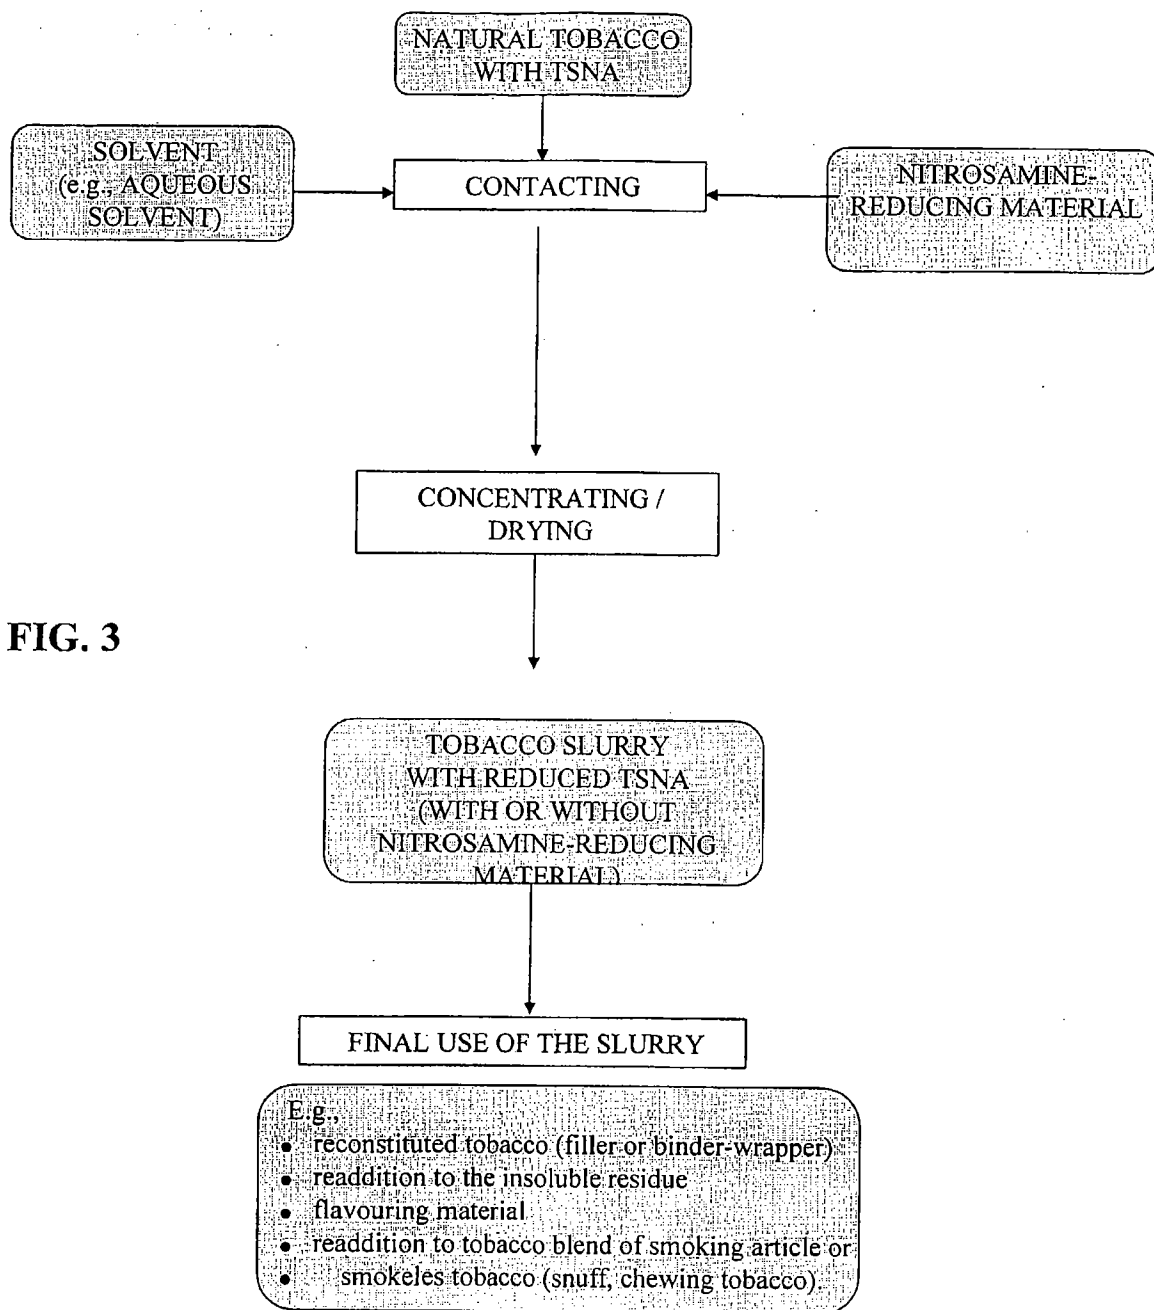 NATURAL TOBACCO
WITH TSNA
SOLVENT
(e.g., AQUEOUS
SOLVENT)
CONTACTING
NITROSAMINE-
REDUCING MATERIAL
CONCENTRATING /
DRYING
FIG. 3
TOBACCO SLURRY
WITH REDUCED TSNA
(WITH OR WITHOUT
NITROSAMINE-REDUCING
MATERIAL)
FINAL USE OF THE SLURRY
E.g.,
• reconstituted tobacco (filler or binder-wrapper)
• readdition to the insoluble residue
• flavouring material
• readdition to tobacco blend of smoking article or
• smokeles tobacco (snuff, chewing tobacco).